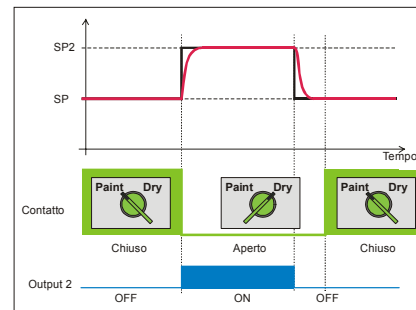 SP2
SP
Tempo
Contatto
Paint Dry
Paint Dry
Paint Dry
Chiuso Aperto Chiuso
Output 2
OFF ON OFF